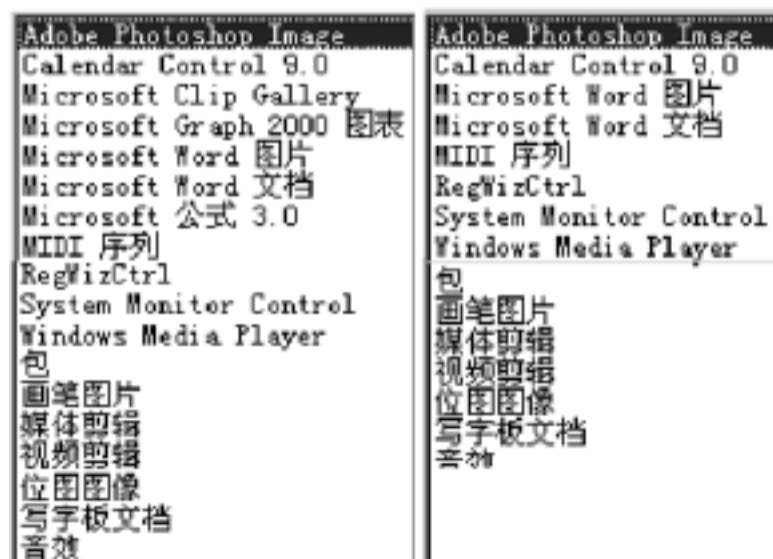 Adobe Photoshop Image
Calendar Control 9.0
Microsoft Clip Gallery
Microsoft Graph 2000 图表
Microsoft Word 图片
Microsoft Word 文档
Microsoft 公式 3.0
MIDI 序列
RegWizCtrl
System Monitor Control
Windows Media Player
包
画笔图片
媒体剪辑
视频剪辑
位图图像
写字板文档
音效
Adobe Photoshop Image
Calendar Control 9.0
Microsoft Word 图片
Microsoft Word 文档
MIDI 序列
RegWizCtrl
System Monitor Control
Windows Media Player
包
画笔图片
媒体剪辑
视频剪辑
位图图像
写字板文档
音效